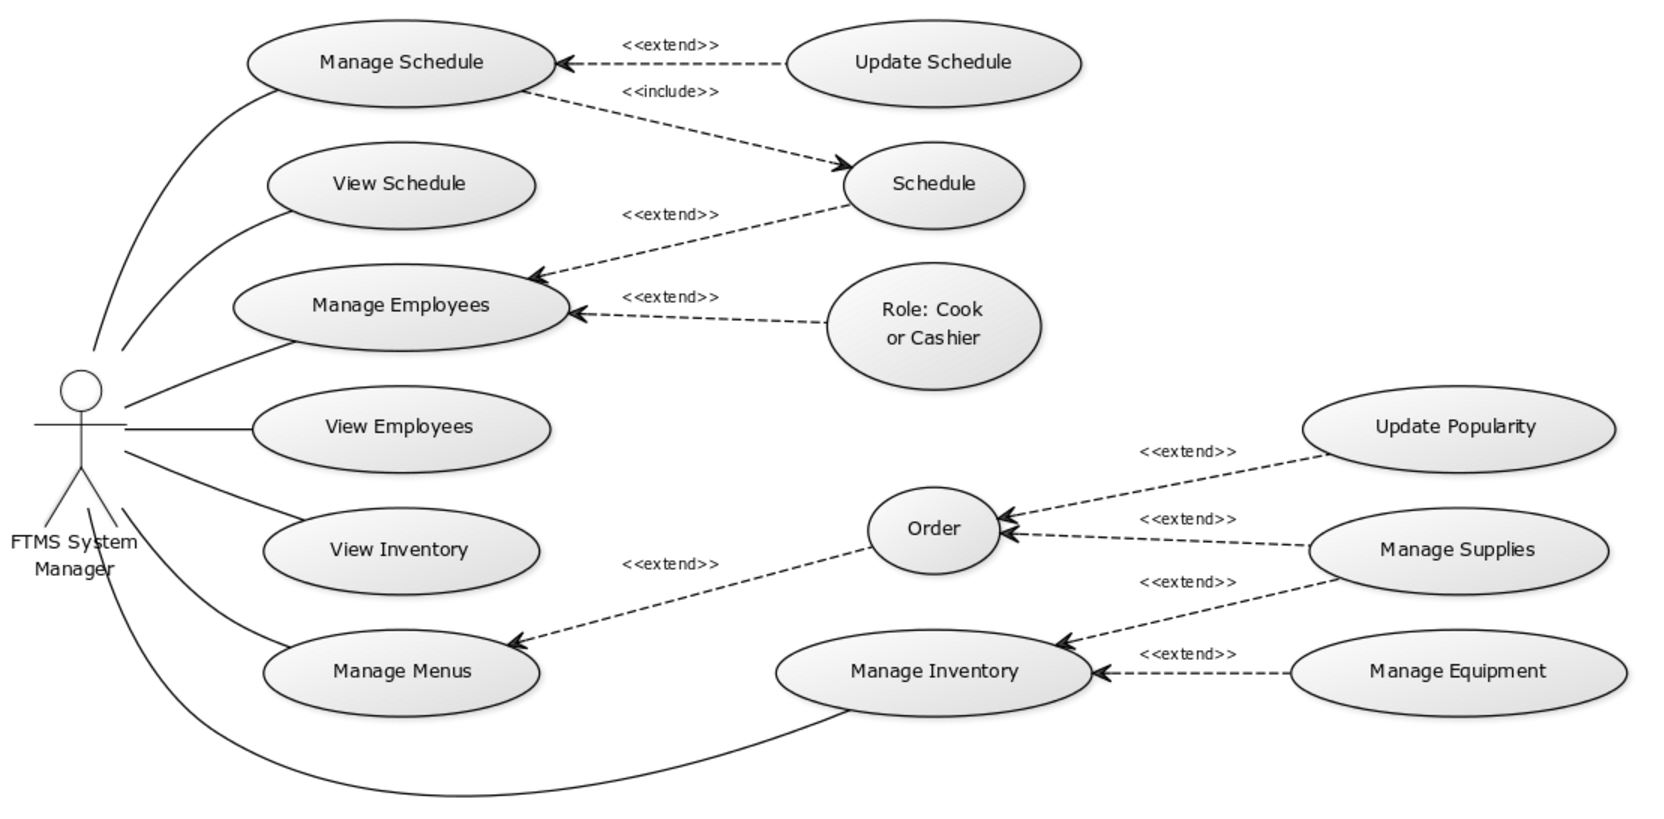 Manage Schedule
<<extend>>
Update Schedule
<<include>>
View Schedule
Schedule
<<extend>>
Manage Employees
<<extend>>
Role: Cook
or Cashier
View Employees
Update Popularity
<<extend>>
Order
<<extend>>
Manage Supplies
FTMS System
Manager
View Inventory
<<extend>>
<<extend>>
Manage Menus
Manage Inventory
<<extend>>
Manage Equipment